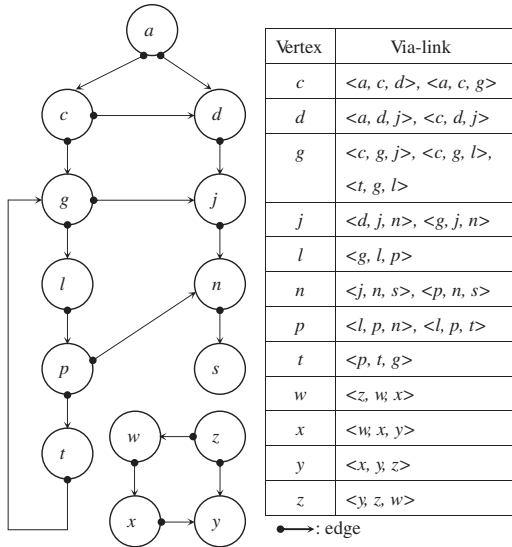 a
c
d
g
j
l
n
p
s
t
w
z
x
y
Vertex Via-link
c <a, c, d>, <a, c, g>
d <a, d, j>, <c, d, j>
g <c, g, j>, <c, g, l>,
<t, g, l>
j <d, j, n>, <g, j, n>
l <g, l, p>
n <j, n, s>, <p, n, s>
p <l, p, n>, <l, p, t>
t <p, t, g>
w <z, w, x>
x <w, x, y>
y <x, y, z>
z <y, z, w>
: edge